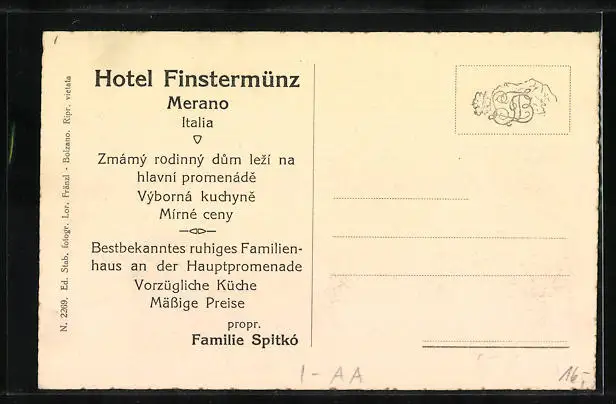 Hotel Finstermünz
Merano
Italia
Zmámý rodinný dům leží na
hlavní promenádě
Výborná kuchyně
Mírné ceny
Bestbekanntes ruhiges Familien-
haus an der Hauptpromenade
Vorzügliche Küche
Mäßige Preise
propr.
Familie Spitkó
N. 2269. Ed. Stab. fotogr. Lor. Fränzl - Bolzano. Ripr. vietata
I - AA
16.-